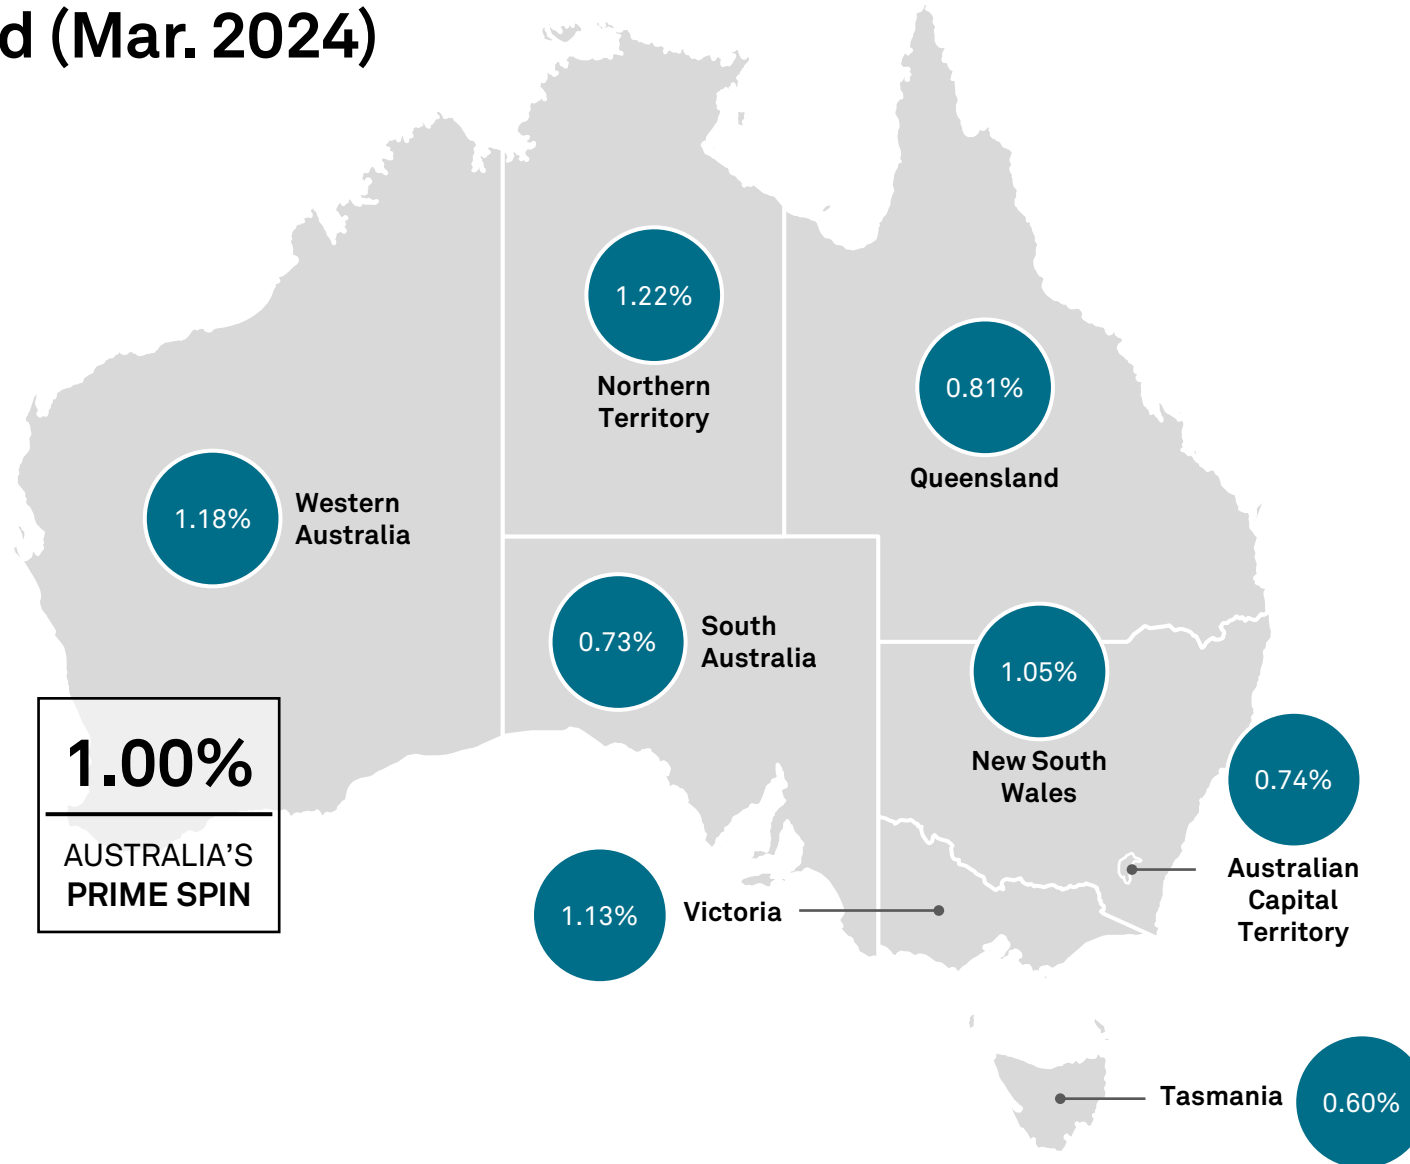 d (Mar. 2024)
1.22%
Northern
Territory
0.81%
Queensland
1.18%
Western
Australia
0.73%
South
Australia
1.05%
New South
Wales
1.00%
AUSTRALIA’S
PRIME SPIN
0.74%
Australian
Capital
Territory
1.13%
Victoria
Tasmania
0.60%